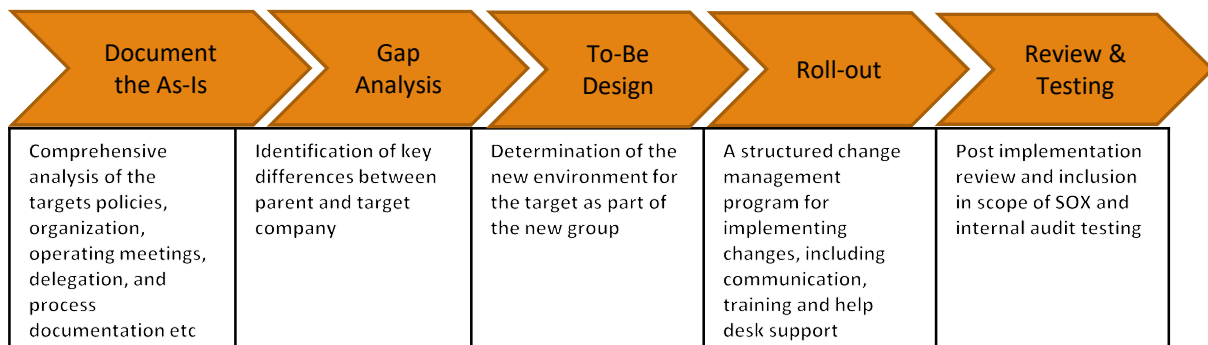 Document
the As-Is
Gap
Analysis
To-Be
Design
Roll-out
Review &
Testing
Comprehensive
analysis of the
targets policies,
organization,
operating meetings,
delegation, and
process
documentation etc
Identification of key
differences between
parent and target
company
Determination of the
new environment for
the target as part of
the new group
A structured change
management
program for
implementing
changes, including
communication,
training and help
desk support
Post implementation
review and inclusion
in scope of SOX and
internal audit testing